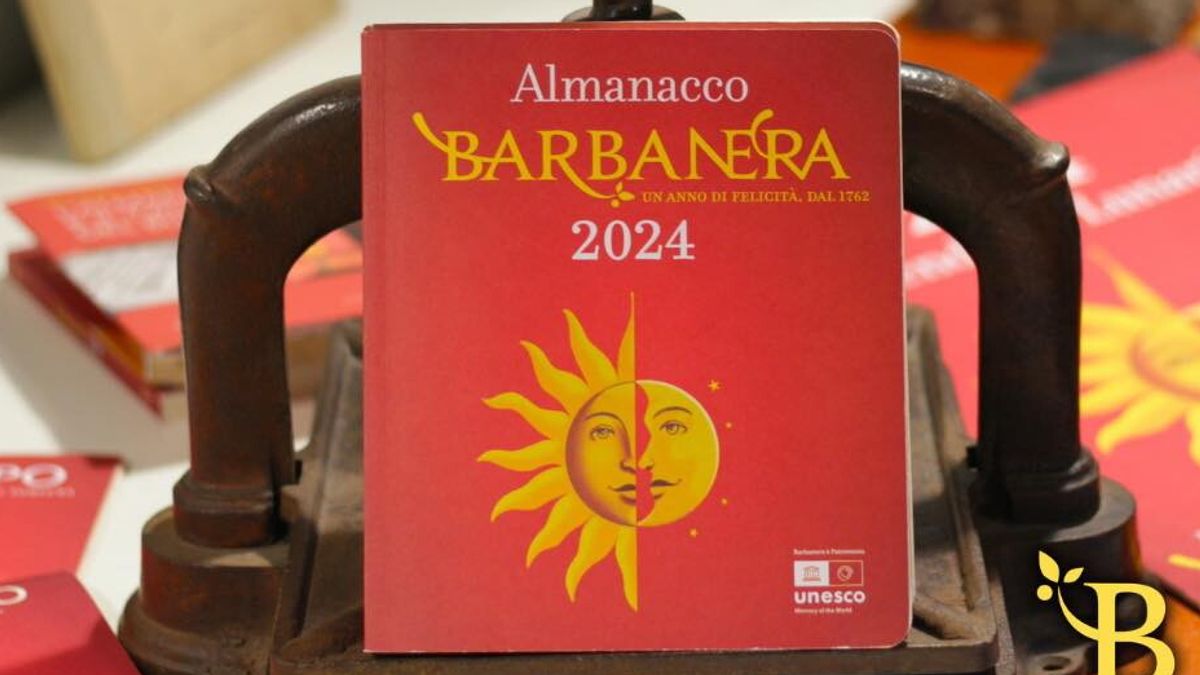 Almanacco
BARBANERA
UN ANNO DI FELICITÀ, DAL 1762
2024
Barbanera è Patrimonio
unesco
Memory of the World
B